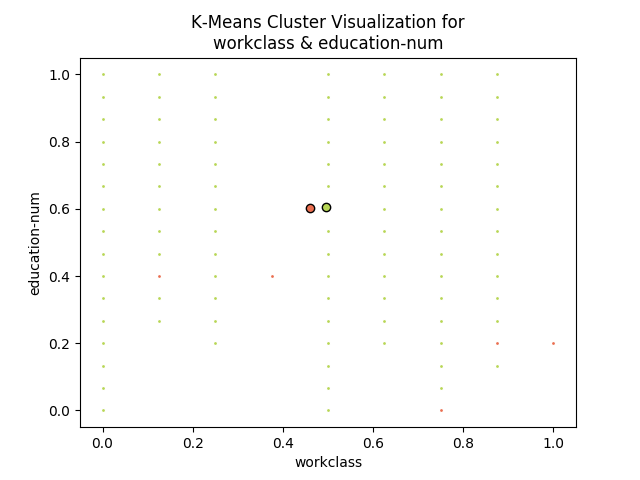 K-Means Cluster Visualization for
workclass & education-num
1.0
0.8
0.6
0.4
0.2
0.0
education-num
0.0 0.2 0.4 0.6 0.8 1.0
workclass